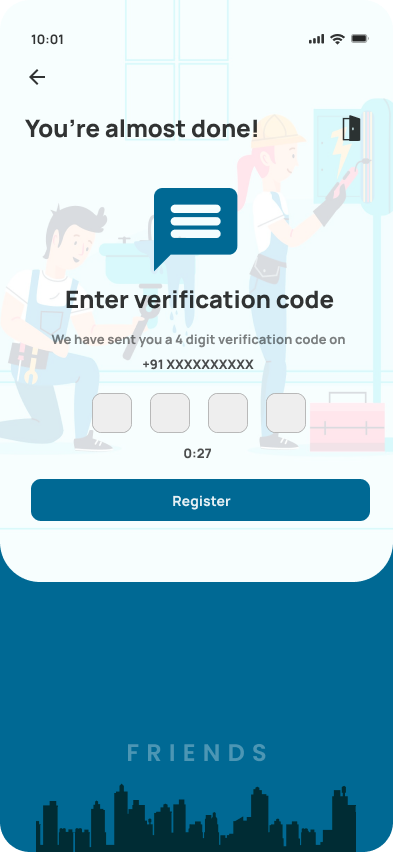 10:01
You're almost done!
Enter verification code
We have sent you a 4 digit verification code on
+91 XXXXXXXXXX
0:27
Register
FRIENDS